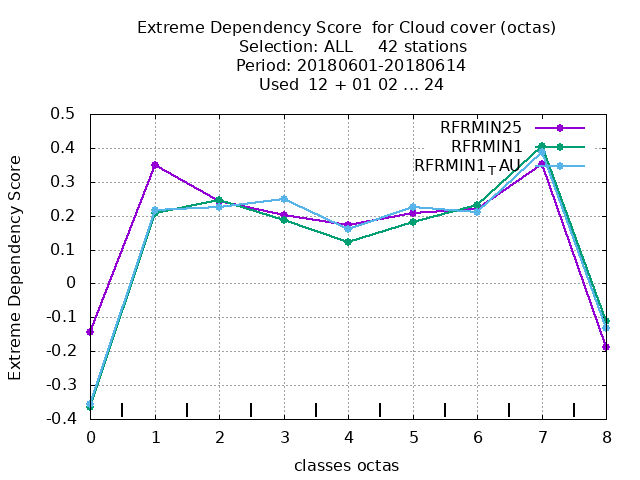 Extreme Dependency Score  for Cloud cover (octas)
Selection: ALL     42 stations
Period: 20180601-20180614
Used  12 + 01 02 ... 24
RFRMIN25
RFRMIN1
RFRMIN1TAU
Extreme Dependency Score
0.5
0.4
0.3
0.2
0.1
0
-0.1
-0.2
-0.3
-0.4
0 1 2 3 4 5 6 7 8
classes octas